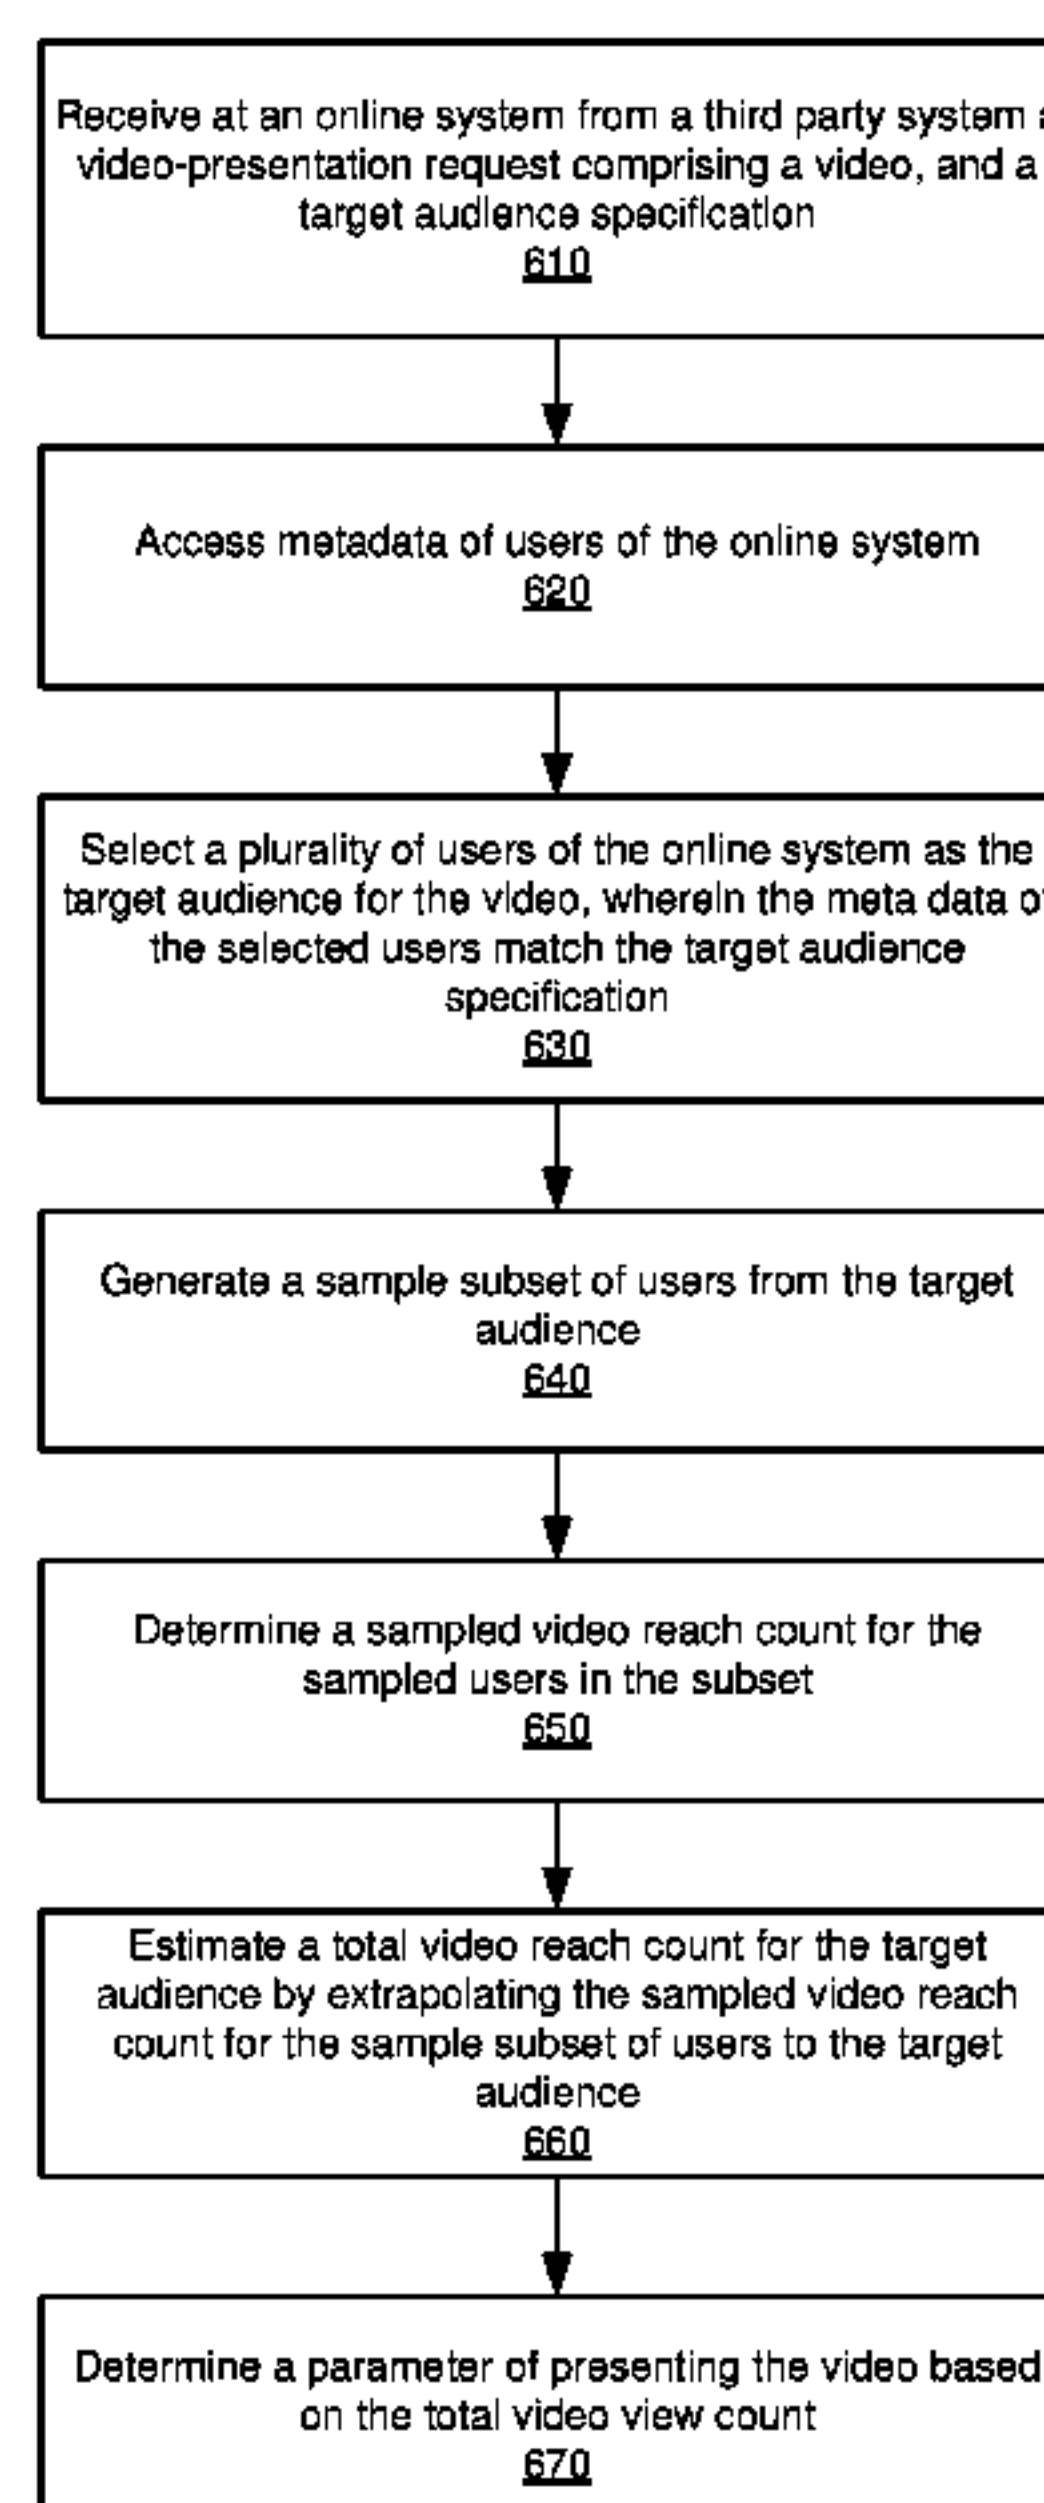 Receive at an online system from a third party system a
video-presentation request comprising a video, and a
target audience specification
610
Access metadata of users of the online system
620
Select a plurality of users of the online system as the
target audience for the video, wherein the meta data of
the selected users match the target audience
specification
630
Generate a sample subset of users from the target
audience
640
Determine a sampled video reach count for the
sampled users in the subset
650
Estimate a total video reach count for the target
audience by extrapolating the sampled video reach
count for the sample subset of users to the target
audience
660
Determine a parameter of presenting the video based
on the total video view count
670